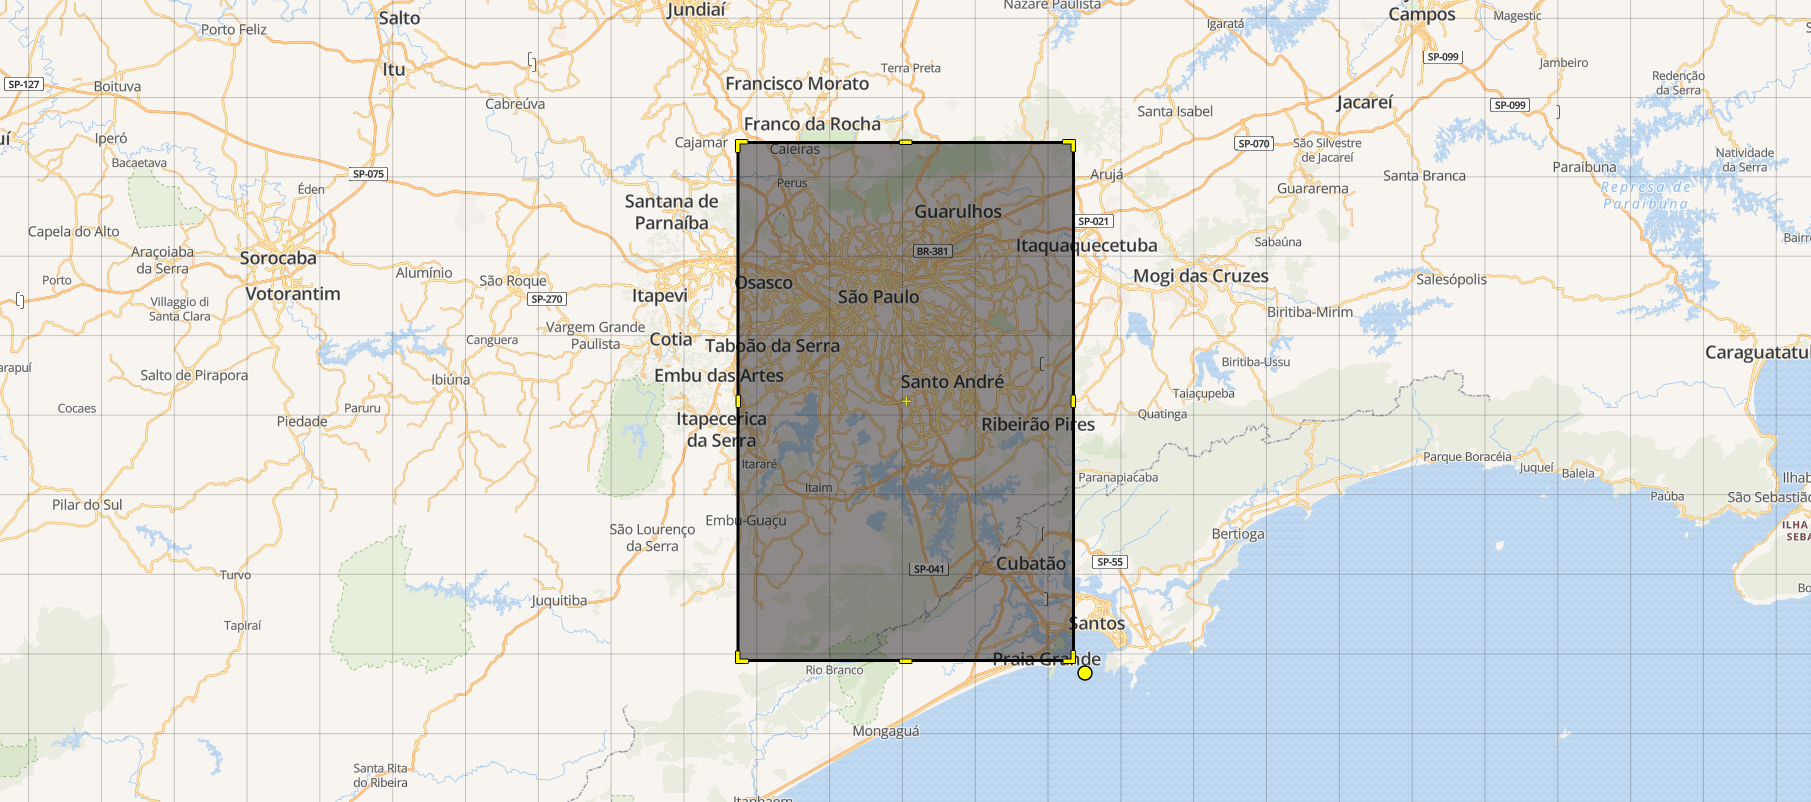 Salto
Jundiaí
Nazaré Paulista
Campos
Magestic
Porto Feliz
Igaratá
SP-099
Itu
Terra Preta
Jambeiro
SP-127
Boituva
Francisco Morato
Redenção
da Serra
Cabreúva
Jacareí
SP-099
Santa Isabel
Franco da Rocha
Iperó
Cajamar
Caieiras
SP-070
São Silvestre
de Jacareí
Bacaetava
Natividade
da Serra
SP-075
Arujá
Santa Branca
Paraibuna
Éden
Perus
Guararema
Represa de
Paraibuna
Santana de
Parnaíba
Guarulhos
SP-021
Capela do Alto
Araçoiaba
da Serra
BR-381
Itaquaquecetuba
Sabaúna
Sorocaba
Alumínio
São Roque
Osasco
Mogi das Cruzes
Salesópolis
Porto
Votorantim
SP-270
Itapevi
São Paulo
Villaggio di
Santa Clara
Biritiba-Mirim
Vargem Grande
Paulista
Canguera
Cotia
Taboão da Serra
Biritiba-Ussu
Salto de Pirapora
Ibiúna
Embu das Artes
Santo André
Taiaçupeba
Cocaes
Paruru
Piedade
Itapecerica
da Serra
Ribeirão Pires
Quatinga
Itararé
Parque Boracéia
Juqueí
Baleia
Paranapiacaba
Itaim
Paúba
Pilar do Sul
Embu-Guaçu
São Lourenço
da Serra
Bertioga
Turvo
SP-041
Cubatão
SP-55
Juquitiba
Tapiraí
Santos
Praia Grande
Rio Branco
Mongaguá
Santa Rita
do Ribeira
Itanhaém